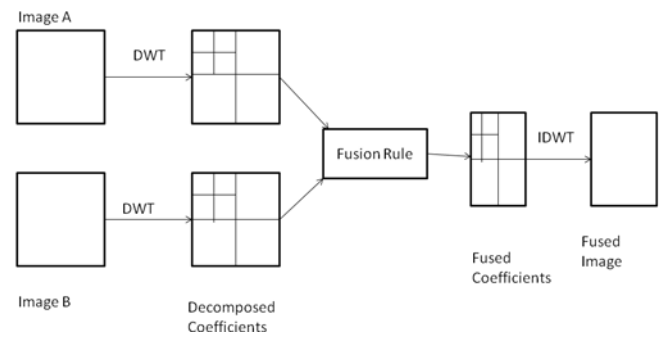 Image A
DWT
Fusion Rule
IDWT
DWT
Fused
Image
Fused
Coefficients
Image B
Decomposed
Coefficients